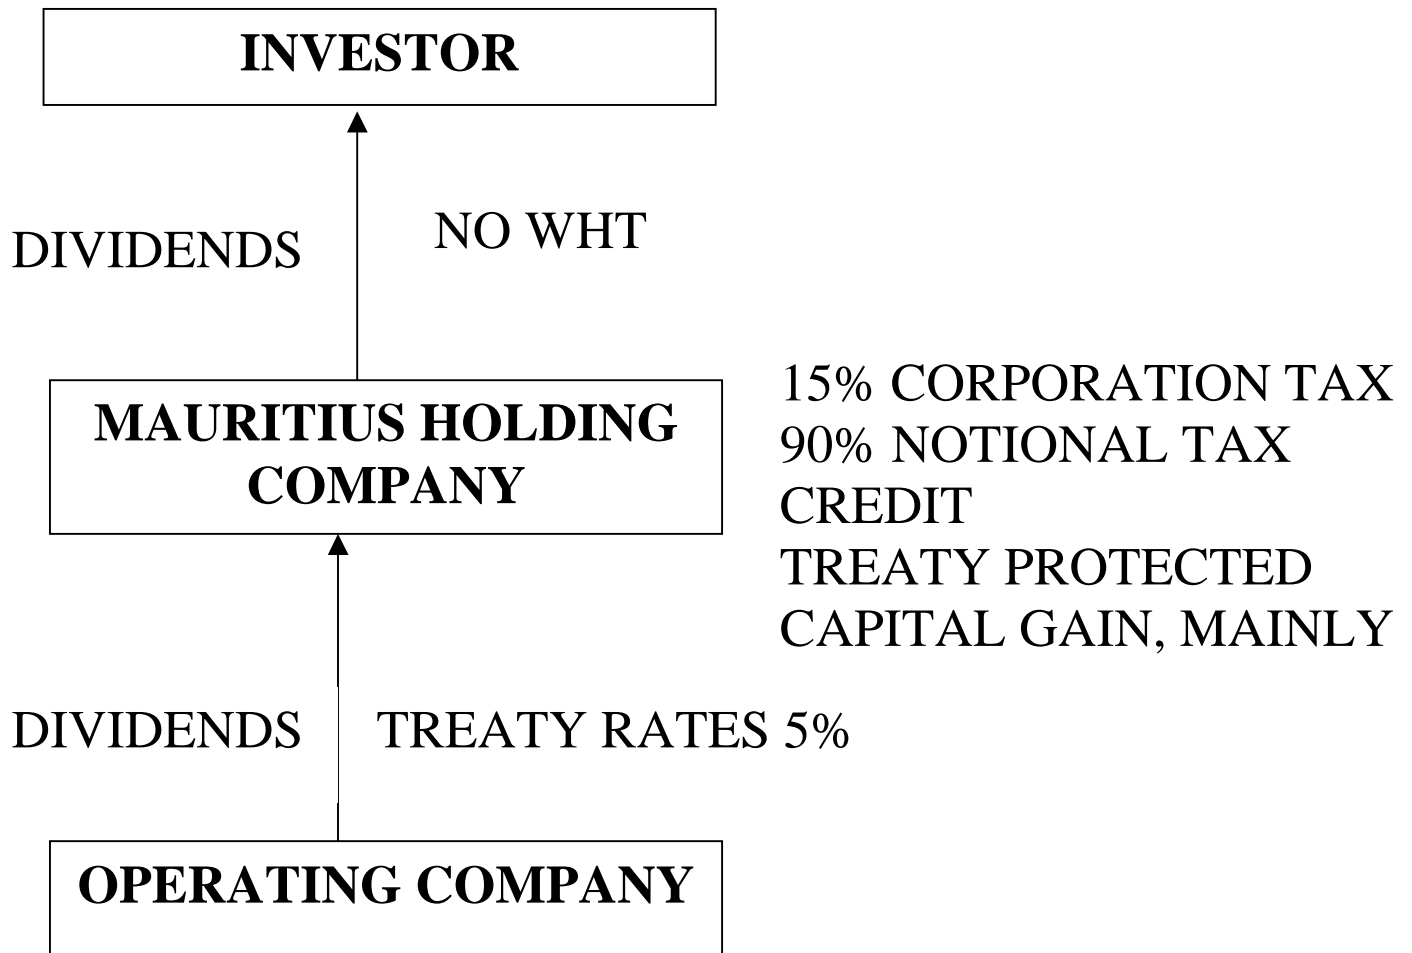 INVESTOR
DIVIDENDS
NO WHT
MAURITIUS HOLDING
COMPANY
15% CORPORATION TAX
90% NOTIONAL TAX
CREDIT
TREATY PROTECTED
CAPITAL GAIN, MAINLY
DIVIDENDS
TREATY RATES 5%
OPERATING COMPANY